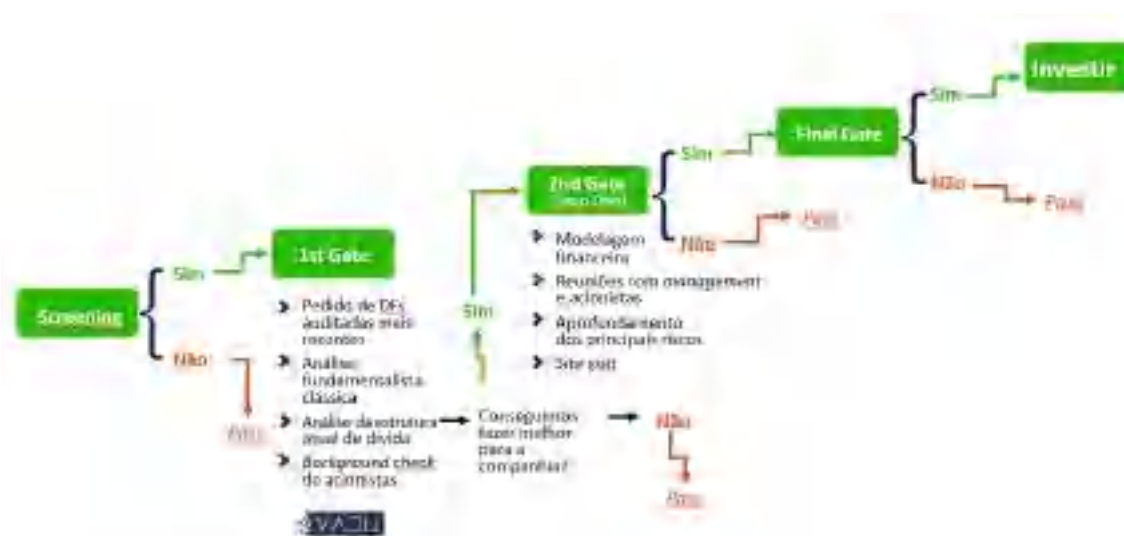 Screening
Sim
Não
Pass
1st Gate
Pedido de DFs
auditadas mais
recentes
Análise
fundamentalista
clássica
Análise da estrutura
atual de dívida
Background check
de acionistas
Conseguimos
fazer melhor
para a
companhia?
Sim
Não
Pass
2nd Gate
Modelagem
financeira
Reuniões com management
e acionistas
Aprofundamento
dos principais riscos
Site visit
Sim
Não
Pass
Final Gate
Sim
Não
Pass
Investir